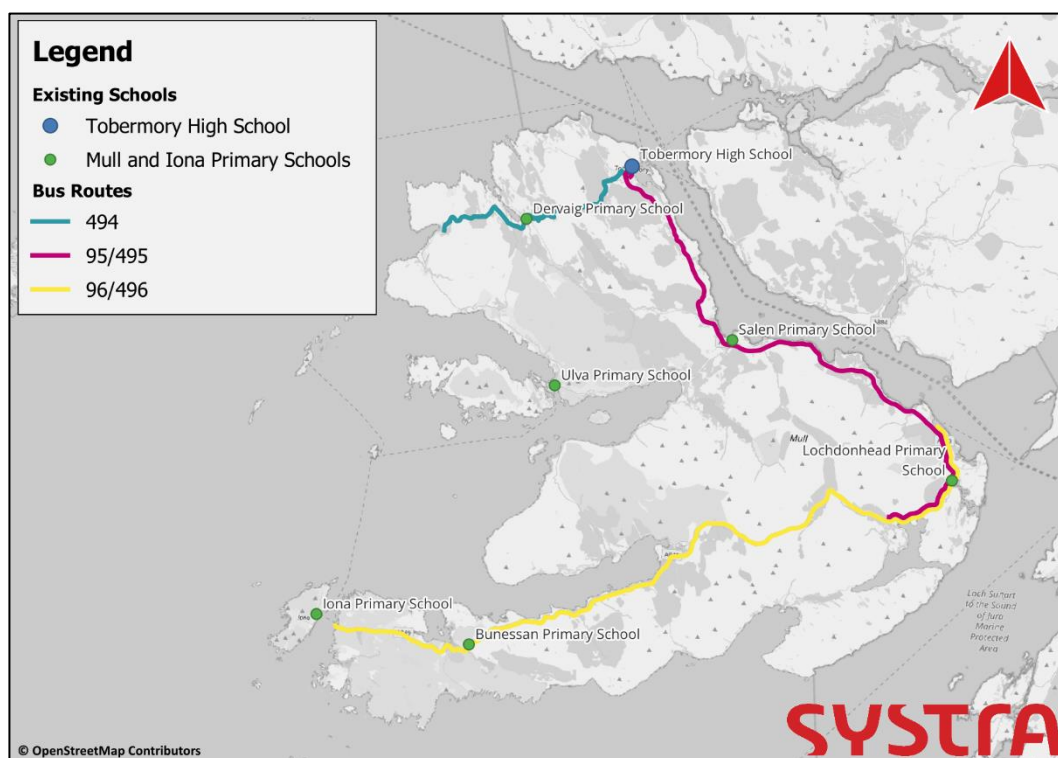 Legend
Existing Schools
Tobermory High School
Mull and Iona Primary Schools
Bus Routes
494
95/495
96/496
Tobermory High School
Dervaig Primary School
Salen Primary School
Ulva Primary School
Mull
Lochdonhead Primary
School
Iona Primary School
Iona
Bunessan Primary School
Loch Sunart
to the Sound
of Jura
Marine
Protected
Area
SYSTRA
© OpenStreetMap Contributors